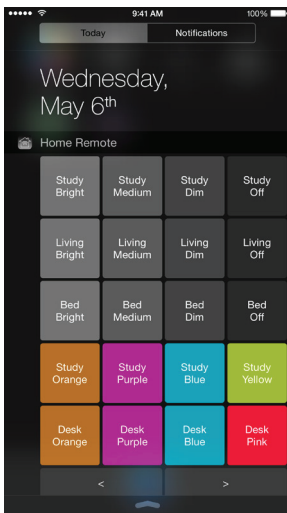 9:41 AM 100%
Today Notifications
Wednesday,
May 6th
Home Remote
Study Study Study Study
Bright Medium Dim Off
Living Living Living Living
Bright Medium Dim Off
Bed Bed Bed Bed
Bright Medium Dim Off
Study Study Study Study
Orange Purple Blue Yellow
Desk Desk Desk Desk
Orange Purple Blue Pink
< >